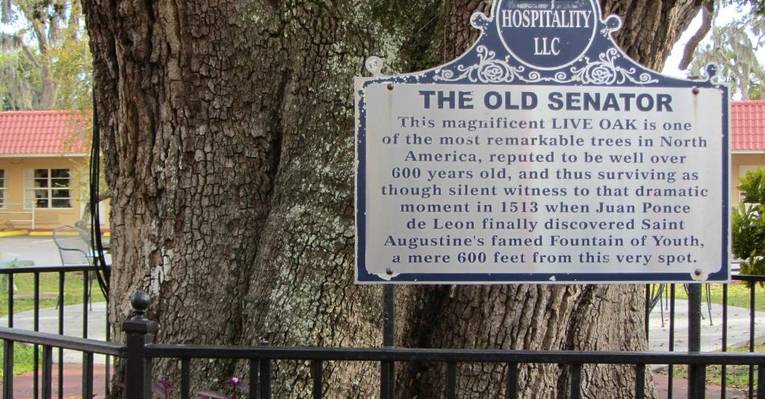 HOSPITALITY
LLC
THE OLD SENATOR
This magnificent LIVE OAK is one
of the most remarkable trees in North
America, reputed to be well over
600 years old, and thus surviving as
though silent witness to that dramatic
moment in 1513 when Juan Ponce
de Leon finally discovered Saint
Augustine's famed Fountain of Youth,
a mere 600 feet from this very spot.